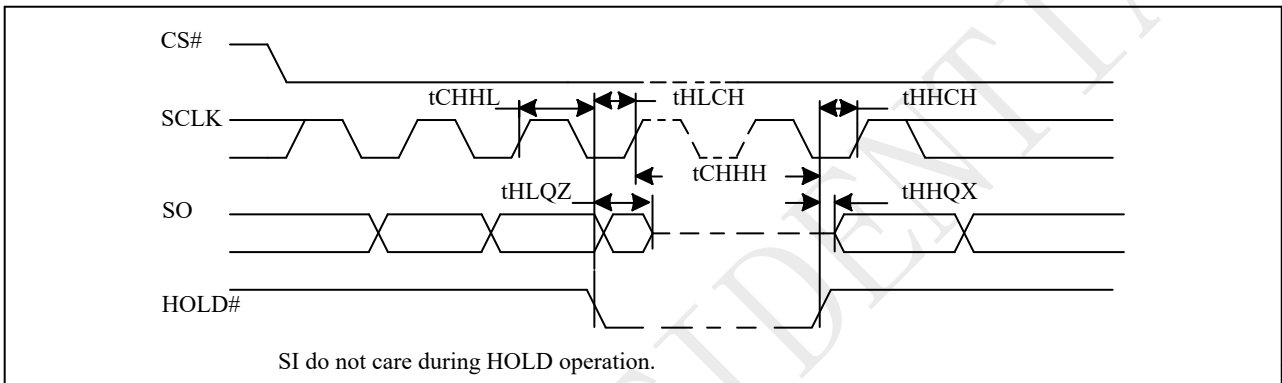 CS#
tCHHL
tHLCH
tHHCH
SCLK
tCHHH
tHLQZ
tHHQX
SO
HOLD#
SI do not care during HOLD operation.